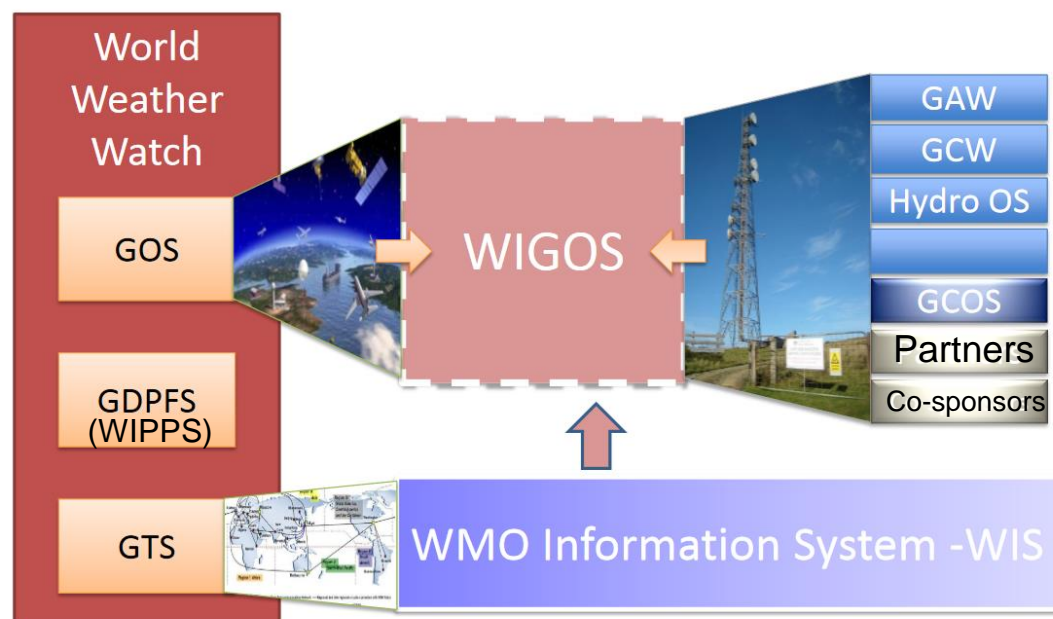 World
Weather
Watch
GOS
GDPFS
(WIPPS)
GTS
WIGOS
GAW
GCW
Hydro OS
GCOS
Partners
Co-sponsors
WMO Information System -WIS